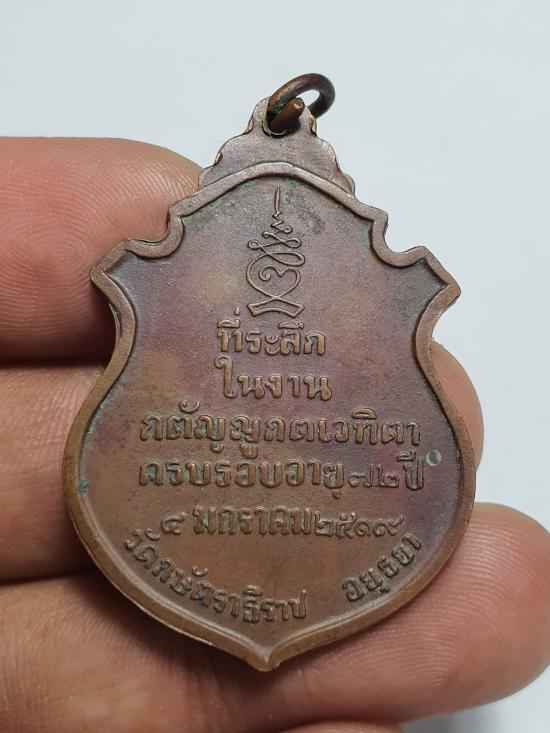 ที่ระลึก
ในงาน
กตัญญูกตเวทิตา
ครบรอบอายุ๗๒ปี
๔ มกราคม๒๕๑๙
วัดกษัตราธิราช อยุธยา